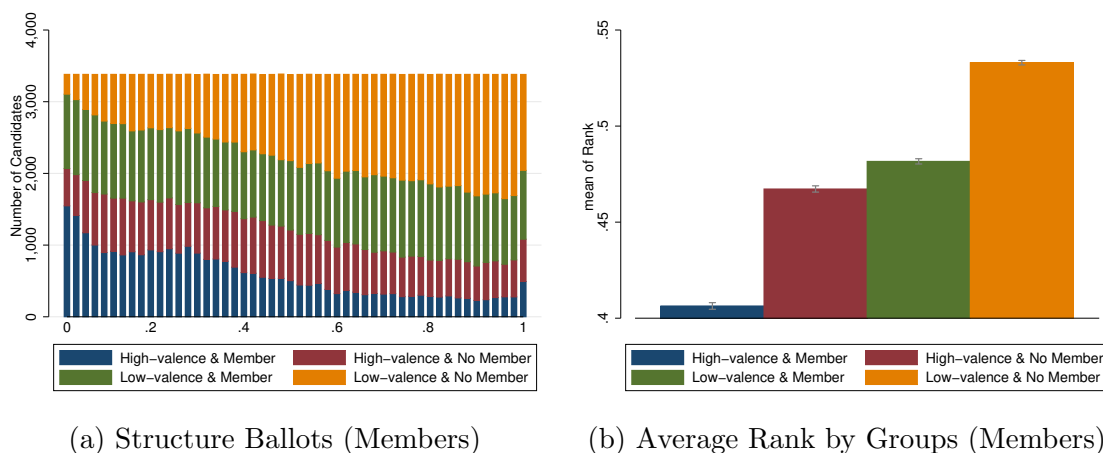 Number of Candidates
4,000
3,000
2,000
1,000
0
0 .2 .4 .6 .8 1
High-valence & Member High-valence & No Member
Low-valence & Member Low-valence & No Member
(a) Structure Ballots (Members)
mean of Rank
.55
.5
.45
.4
High-valence & Member High-valence & No Member
Low-valence & Member Low-valence & No Member
(b) Average Rank by Groups (Members)